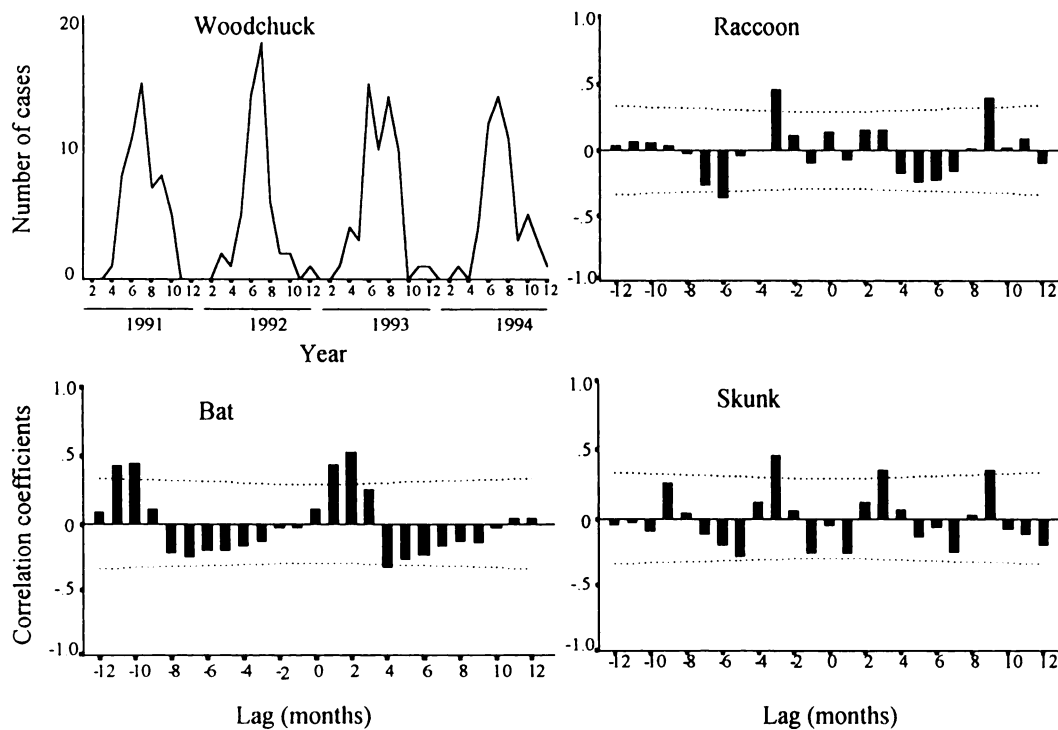 Woodchuck
Number of cases
20
10
0
2 4 6 8 10 12 2 4 6 8 10 12 2 4 6 8 10 12 2 4 6 8 10 12
1991 1992 1993 1994
Year
Raccoon
1.0
.5
0
-.5
-1.0
-12 -10 -8 -6 -4 -2 0 2 4 6 8 10 12
Bat
Correlation coefficients
1.0
.5
0
-.5
-1 0
-12 -10 -8 -6 -4 -2 0 2 4 6 8 10 12
Lag (months)
Skunk
1.0
.5
0
-.5
-1.0
-12 -10 -8 -6 -4 -2 0 2 4 6 8 10 12
Lag (months)